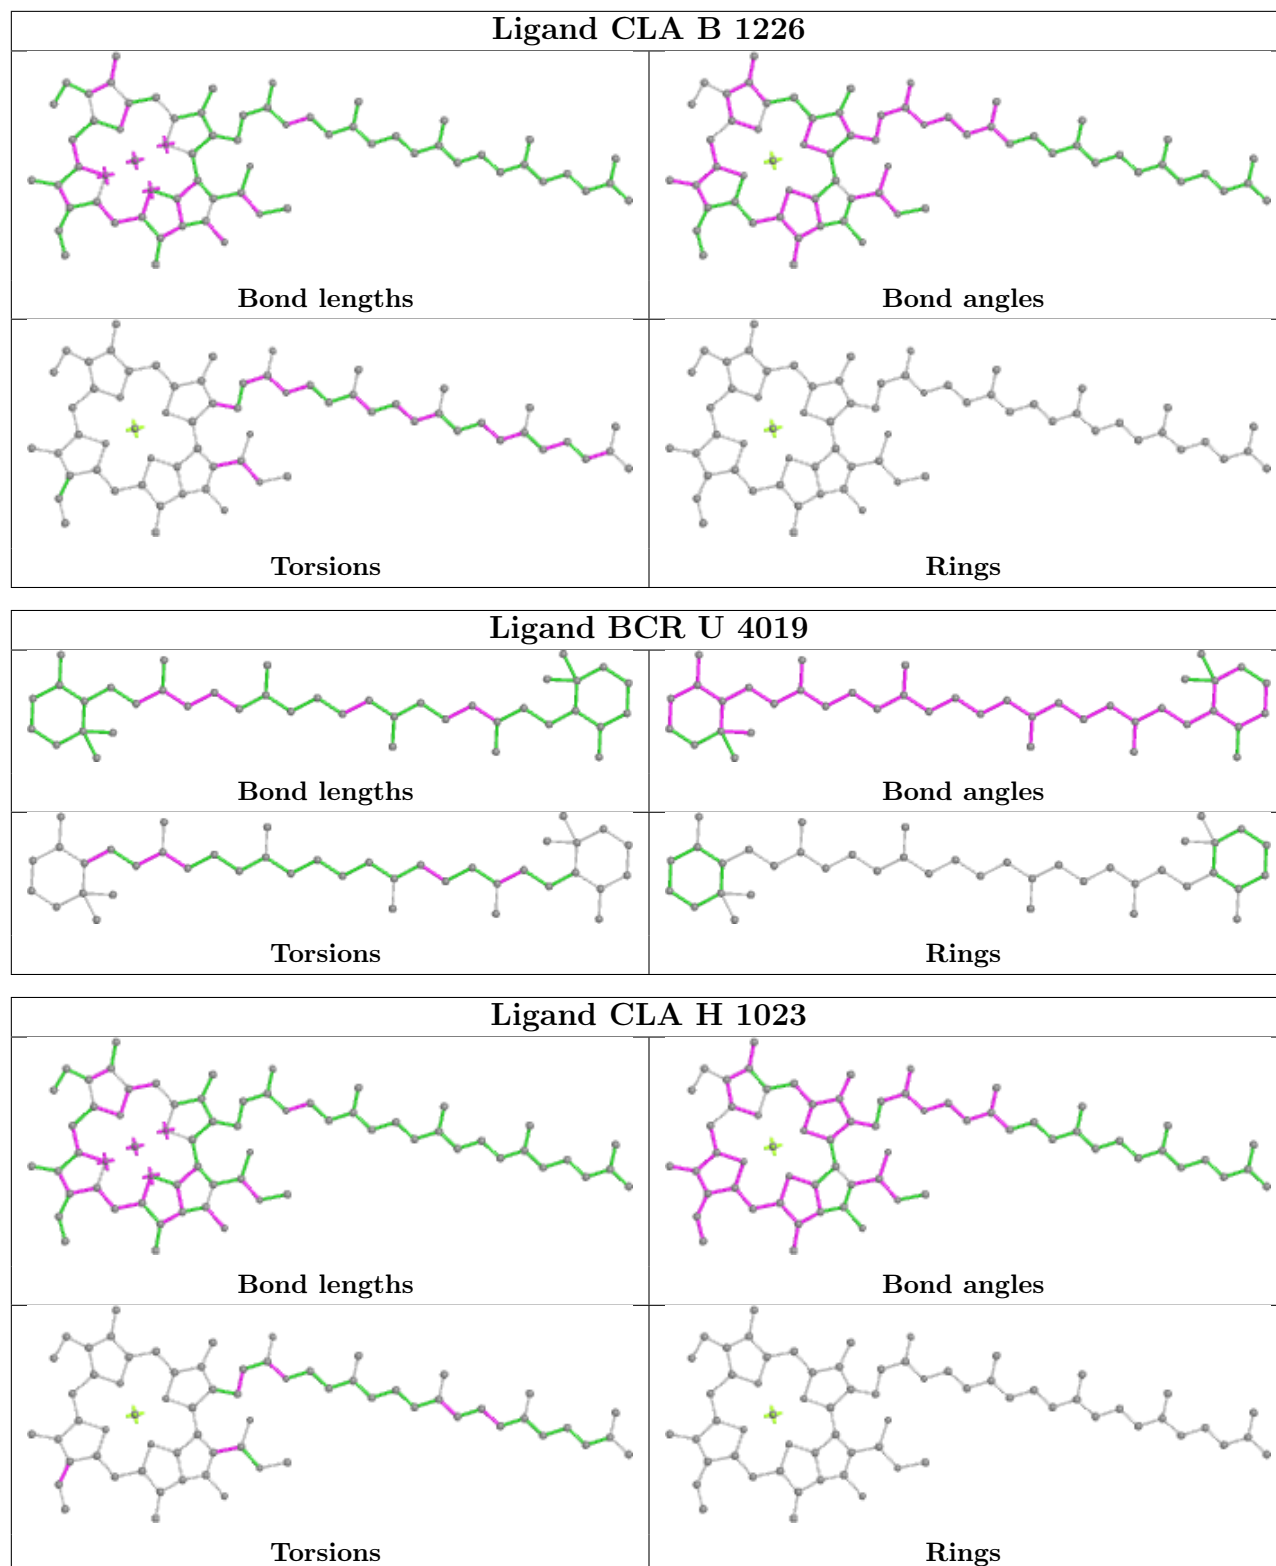 Ligand CLA B 1226
Bond lengths
Bond angles
Torsions
Rings
Ligand BCR U 4019
Bond lengths
Bond angles
Torsions
Rings
Ligand CLA H 1023
Bond lengths
Bond angles
Torsions
Rings